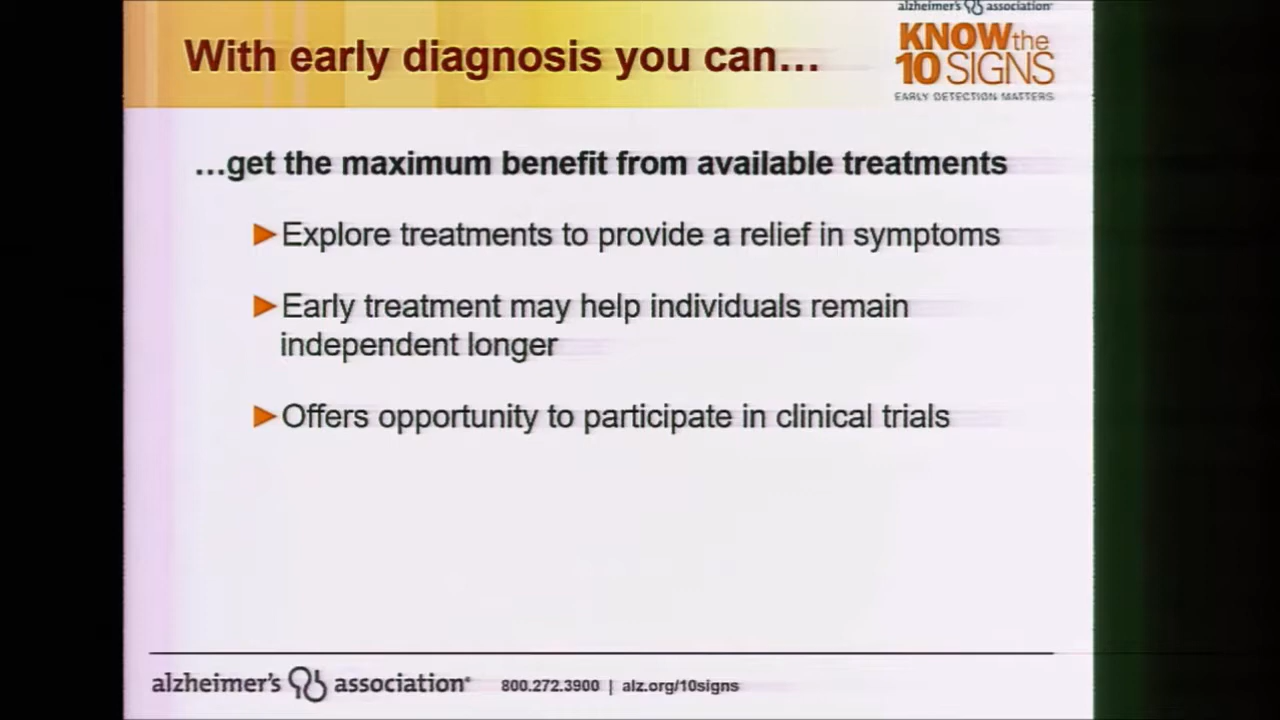 alzheimer's association®
KNOW the
10 SIGNS
EARLY DETECTION MATTERS
With early diagnosis you can...
...get the maximum benefit from available treatments
Explore treatments to provide a relief in symptoms
Early treatment may help individuals remain
independent longer
Offers opportunity to participate in clinical trials
alzheimer's association® 800.272.3900 | alz.org/10signs